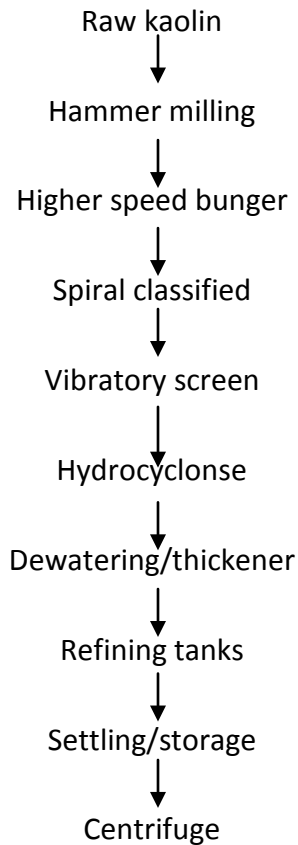 Raw kaolin
Hammer milling
Higher speed bunger
Spiral classified
Vibratory screen
Hydrocyclonse
Dewatering/thickener
Refining tanks
Settling/storage
Centrifuge